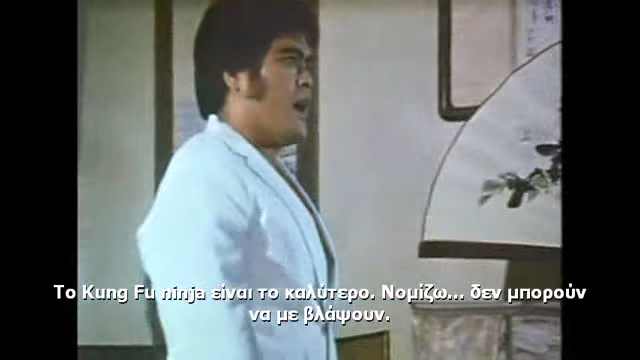 Το Kung Fu ninja είναι το καλύτερο. Νομίζω... δεν μπορούν
να με βλάψουν.